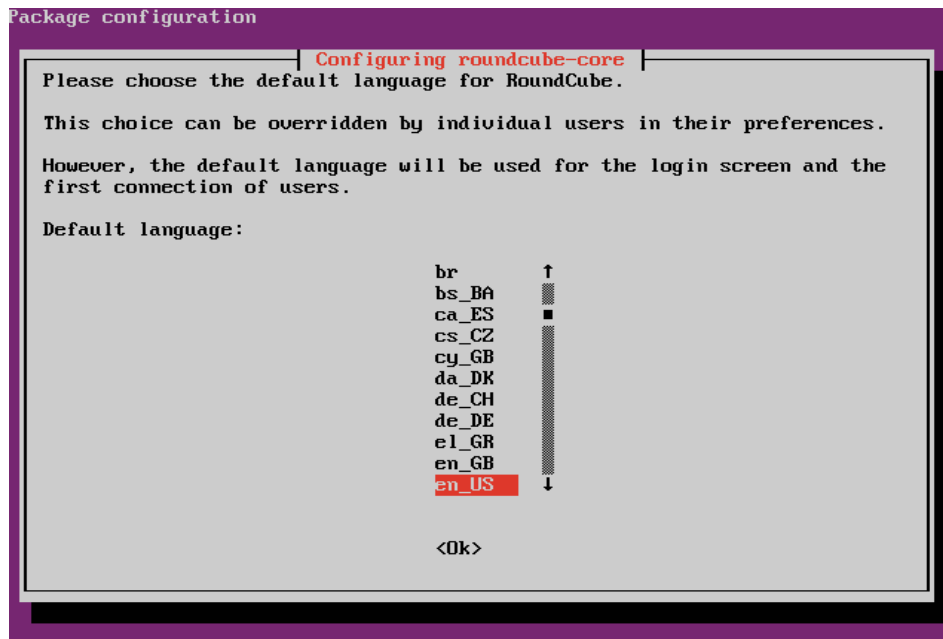 Package configuration
Configuring roundcube-core
Please choose the default language for RoundCube.
This choice can be overridden by individual users in their preferences.
However, the default language will be used for the login screen and the
first connection of users.
Default language:
br
bs_BA
ca_ES
cs_CZ
cy_GB
da_DK
de_CH
de_DE
el_GR
en_GB
en_US
<Ok>